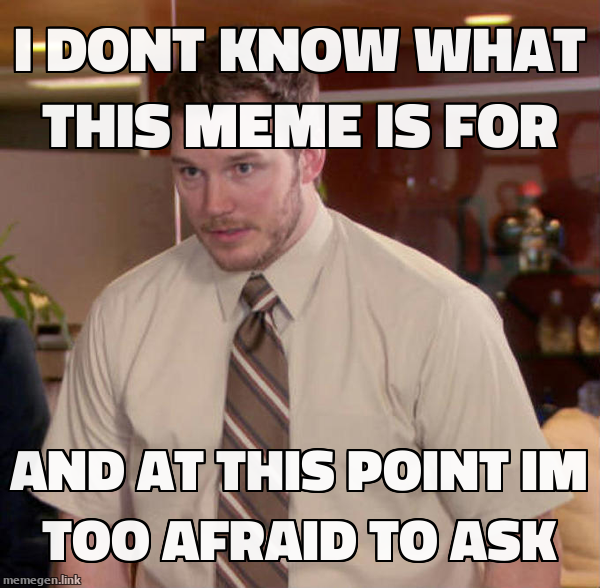 I DONT KNOW WHAT
THIS MEME IS FOR
AND AT THIS POINT IM
TOO AFRAID TO ASK
memegen.link